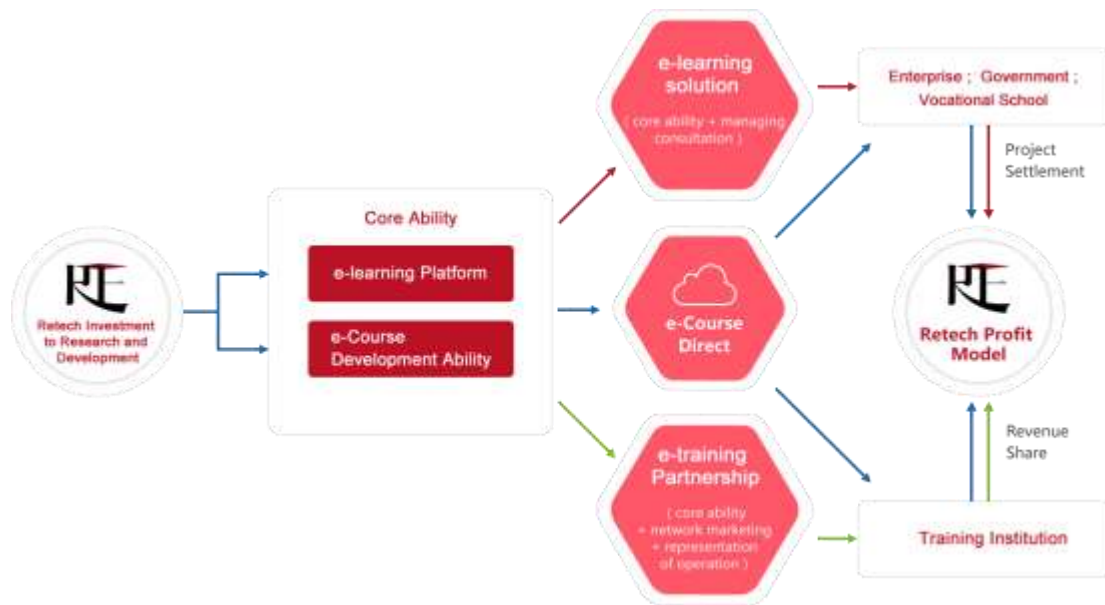 Retech Investment
to Research and
Development
Core Ability
e-learning Platform
e-Course
Development Ability
e-learning
solution
( core ability + managing
consultation )
e-Course
Direct
e-training
Partnership
( core ability
+ network marketing
+ representation
of operation )
Enterprise ; Government ;
Vocational School
Project
Settlement
Retech Profit
Model
Revenue
Share
Training Institution